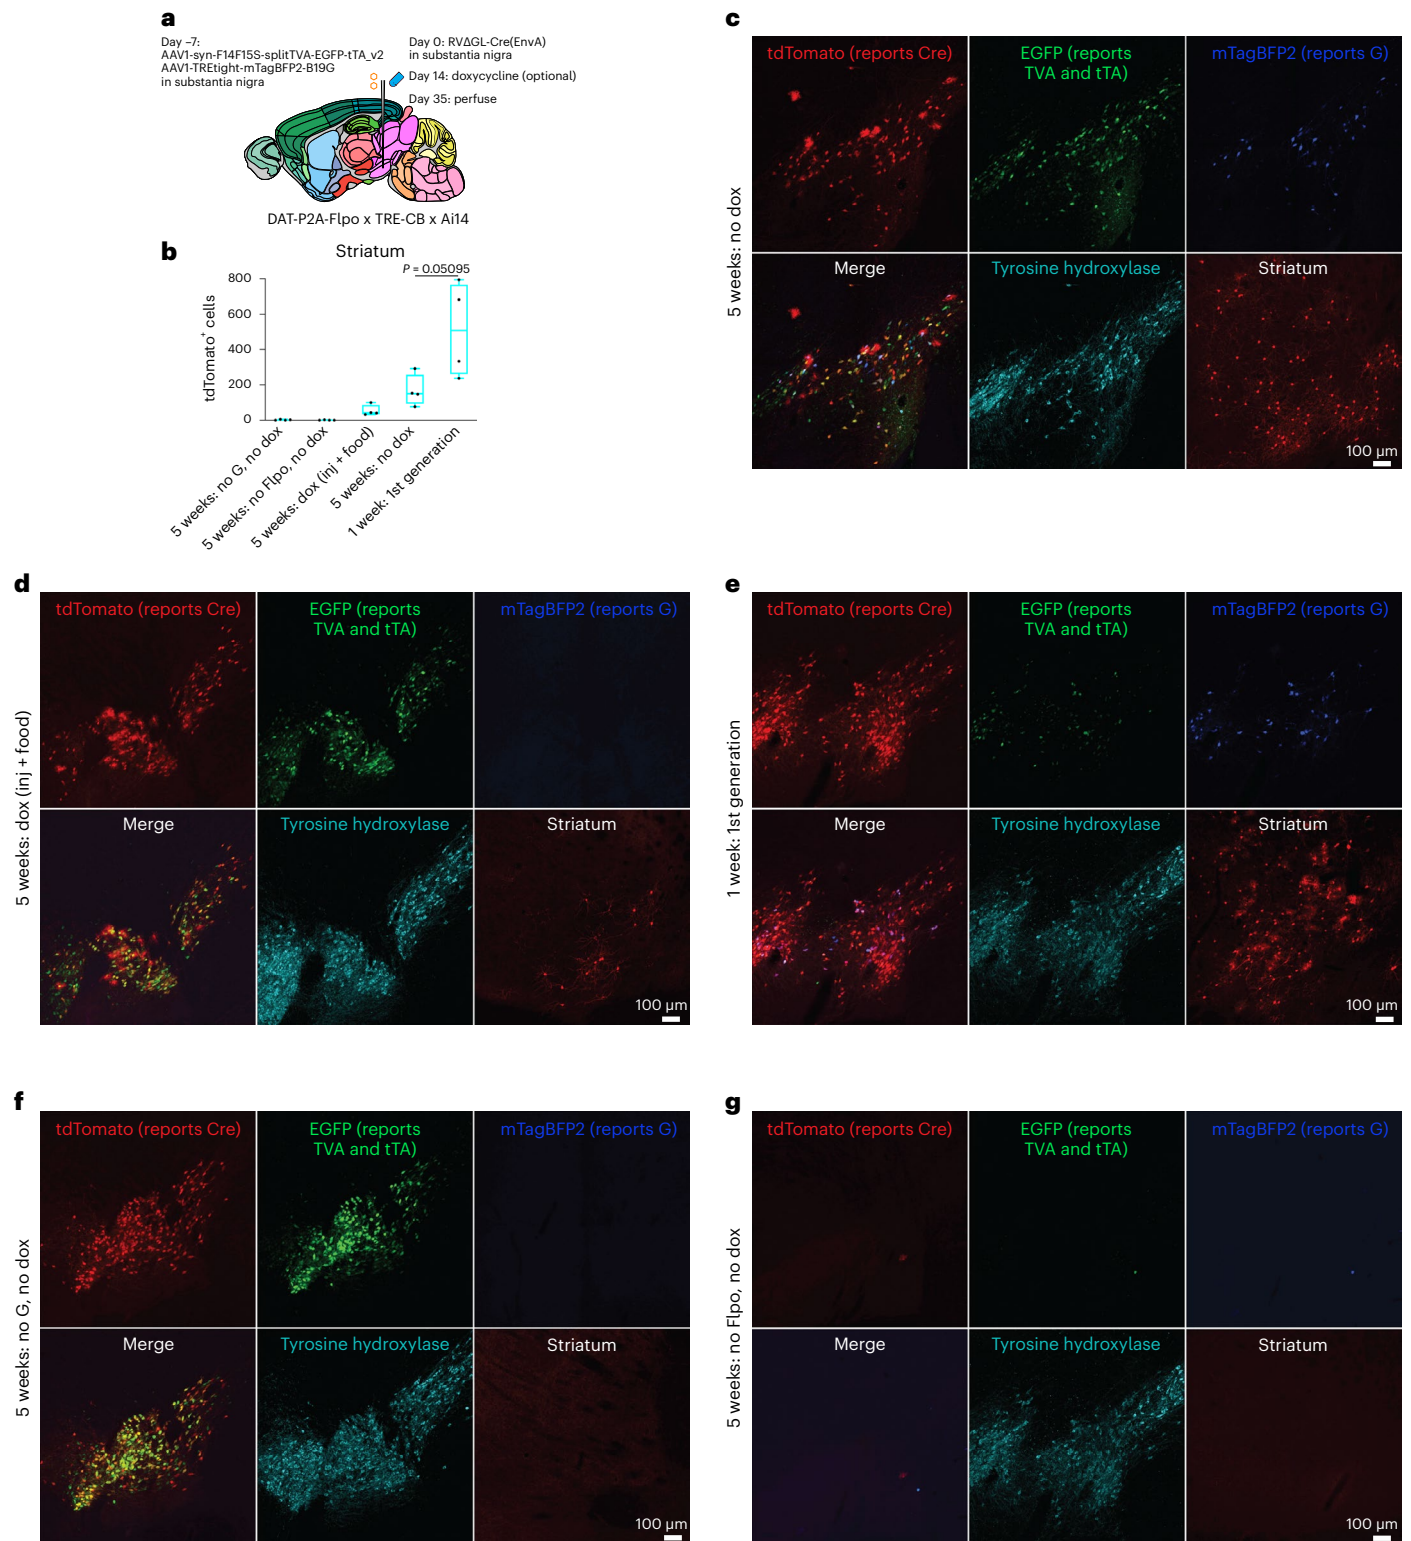 a
Day –7:
AAV1-syn-F14F15S-splitTVA-EGFP-tTA_v2
AAV1-TREtight-mTagBFP2-B19G
in substantia nigra
Day 0: RVΔGL-Cre(EnvA)
in substantia nigra
Day 14: doxycycline (optional)
Day 35: perfuse
DAT-P2A-Flpo x TRE-CB x Ai14
b
Striatum
P = 0.05095
tdTomato+ cells
800
600
400
200
0
5 weeks: no G, no dox
5 weeks: no Flpo, no dox
5 weeks: dox (inj + food)
5 weeks: no dox
1 week: 1st generation
c
5 weeks: no dox
tdTomato (reports Cre)
EGFP (reports
TVA and tTA)
mTagBFP2 (reports G)
Merge
Tyrosine hydroxylase
Striatum
100 µm
d
5 weeks: dox (inj + food)
tdTomato (reports Cre)
EGFP (reports
TVA and tTA)
mTagBFP2 (reports G)
Merge
Tyrosine hydroxylase
Striatum
100 µm
e
1 week: 1st generation
tdTomato (reports Cre)
EGFP (reports
TVA and tTA)
mTagBFP2 (reports G)
Merge
Tyrosine hydroxylase
Striatum
100 µm
f
5 weeks: no G, no dox
tdTomato (reports Cre)
EGFP (reports
TVA and tTA)
mTagBFP2 (reports G)
Merge
Tyrosine hydroxylase
Striatum
100 µm
g
5 weeks: no Flpo, no dox
tdTomato (reports Cre)
EGFP (reports
TVA and tTA)
mTagBFP2 (reports G)
Merge
Tyrosine hydroxylase
Striatum
100 µm